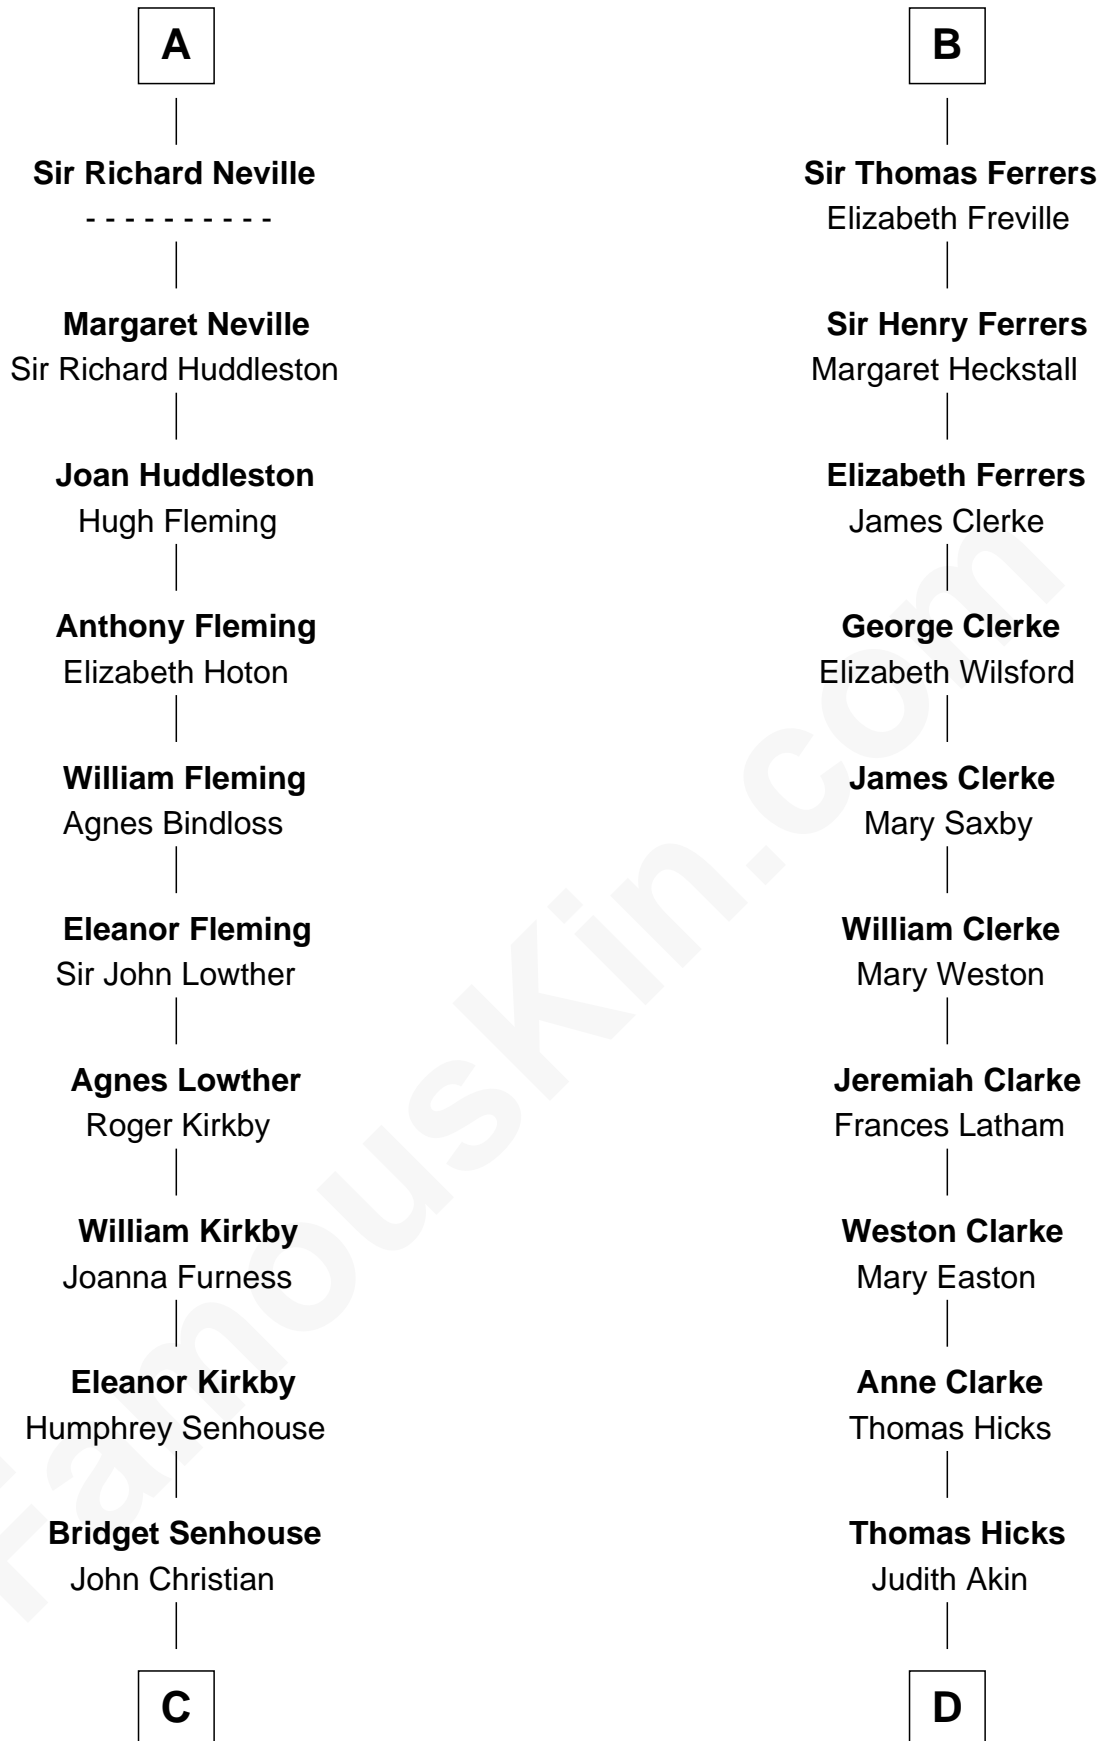 A
Sir Richard Neville
- - - - - - - - - -
Margaret Neville
Sir Richard Huddleston
Joan Huddleston
Hugh Fleming
Anthony Fleming
Elizabeth Hoton
William Fleming
Agnes Bindloss
Eleanor Fleming
Sir John Lowther
Agnes Lowther
Roger Kirkby
William Kirkby
Joanna Furness
Eleanor Kirkby
Humphrey Senhouse
Bridget Senhouse
John Christian
C
B
Sir Thomas Ferrers
Elizabeth Freville
Sir Henry Ferrers
Margaret Heckstall
Elizabeth Ferrers
James Clerke
George Clerke
Elizabeth Wilsford
James Clerke
Mary Saxby
William Clerke
Mary Weston
Jeremiah Clarke
Frances Latham
Weston Clarke
Mary Easton
Anne Clarke
Thomas Hicks
Thomas Hicks
Judith Akin
D
FamousKin.com